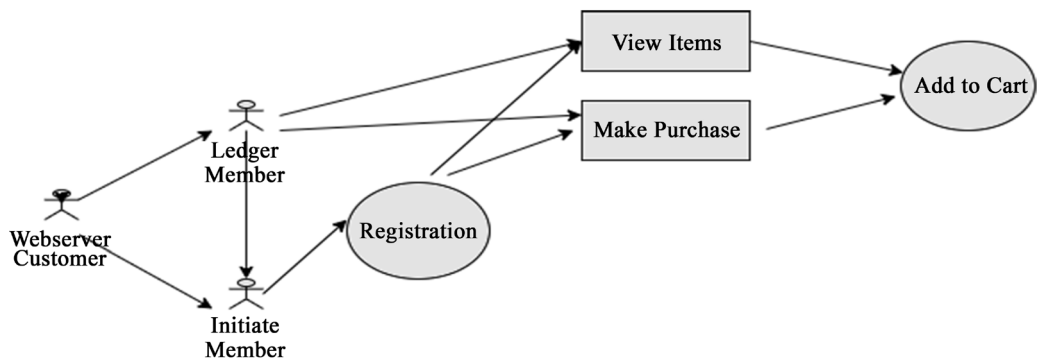 View Items
Add to Cart
Make Purchase
Ledger
Member
Registration
Webserver
Customer
Initiate
Member